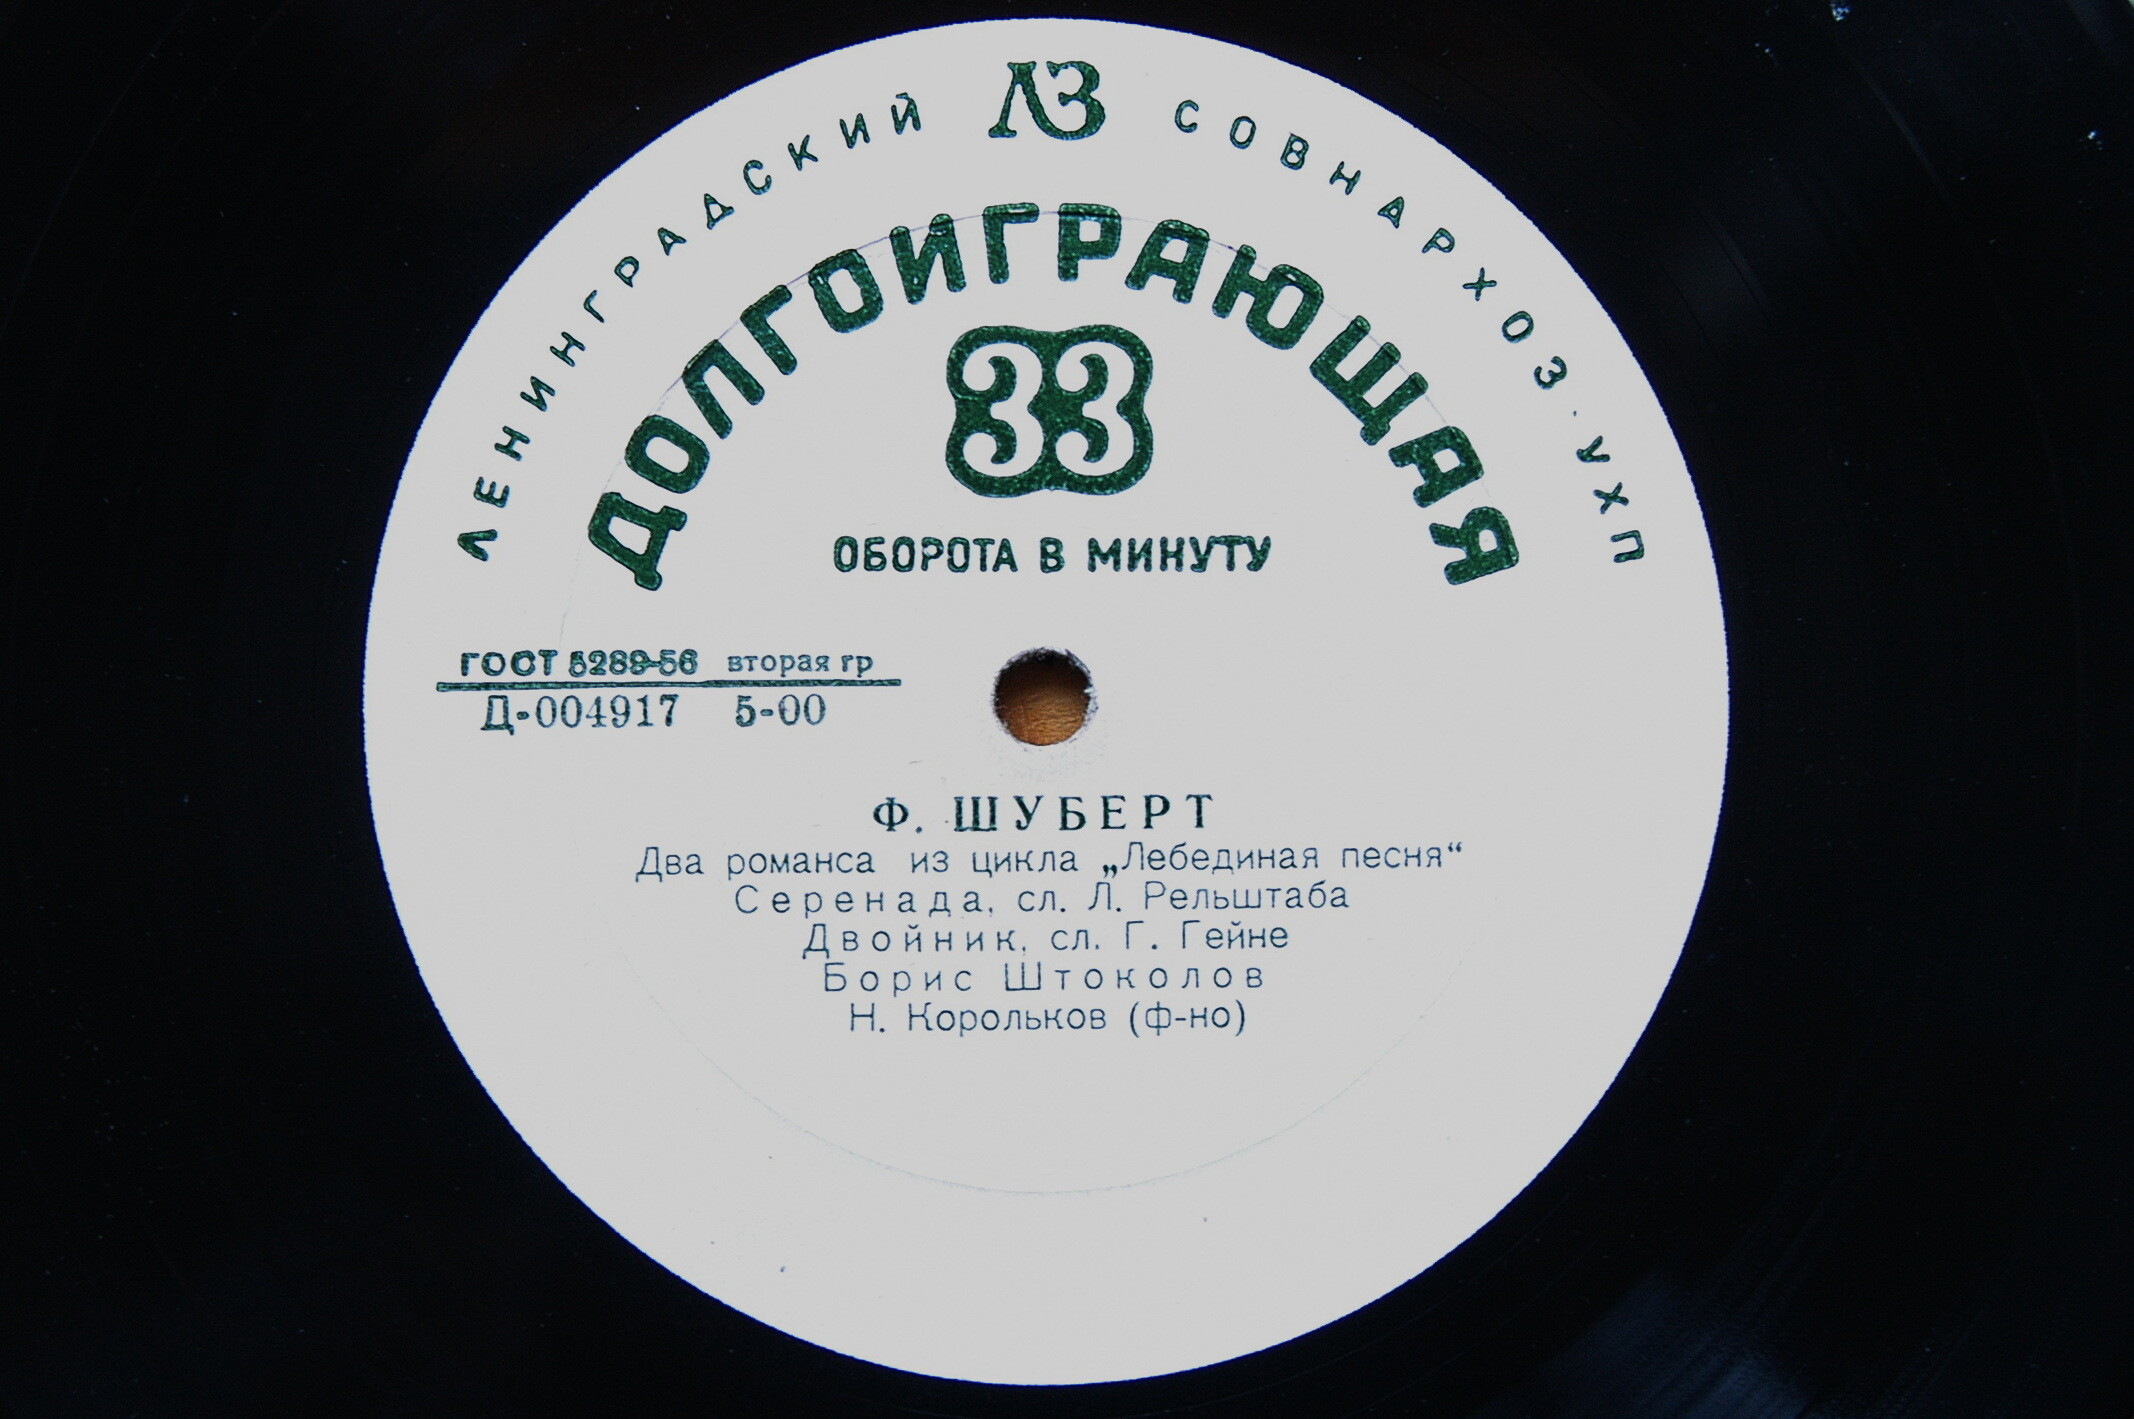 ЛЕНИНГРАДСКИЙ ЛЗ СОВНАРХОЗ · УХП
ДОЛГОИГРАЮЩАЯ
33
ОБОРОТА В МИНУТУ
ГОСТ 5289-56 вторая гр
Д-004917 5-00
Ф. ШУБЕРТ
Два романса из цикла „Лебединая песня“
Серенада, сл. Л. Рельштаба
Двойник, сл. Г. Гейне
Борис Штоколов
Н. Корольков (ф-но)